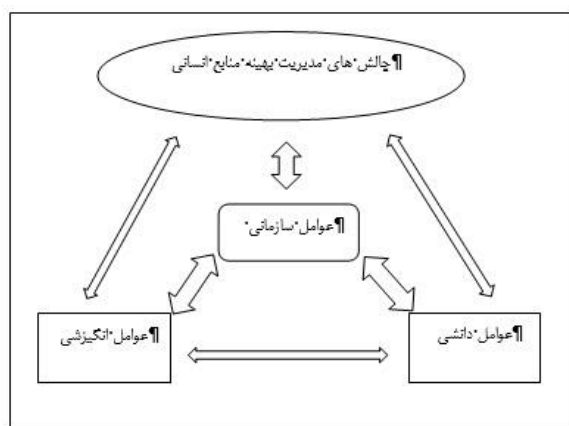 چالش های مدیریت بهینه منابع انسانی¶
عوامل سازمانی¶
عوامل دانشی¶
عوامل انگیزشی¶